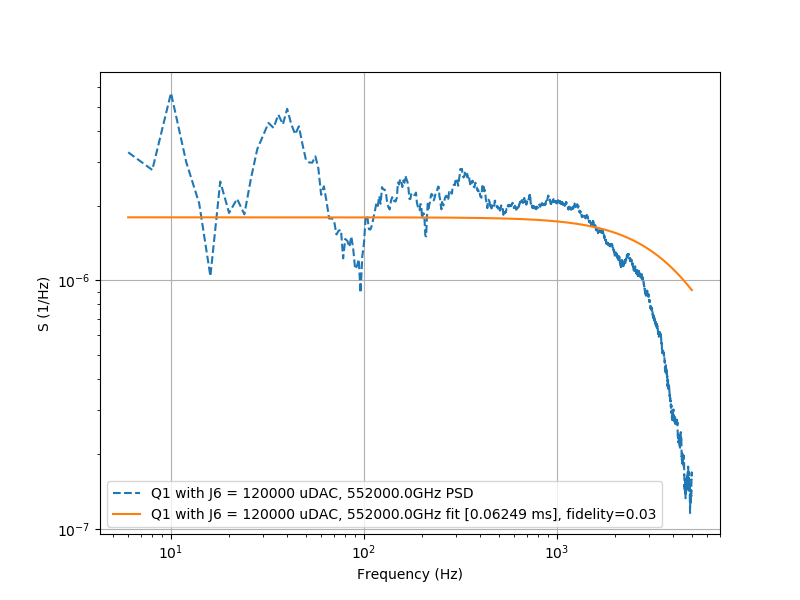 S (1/Hz)
10⁻⁶
10⁻⁷
Q1 with J6 = 120000 uDAC, 552000.0GHz PSD
Q1 with J6 = 120000 uDAC, 552000.0GHz fit [0.06249 ms], fidelity=0.03
10¹ 10² 10³
Frequency (Hz)